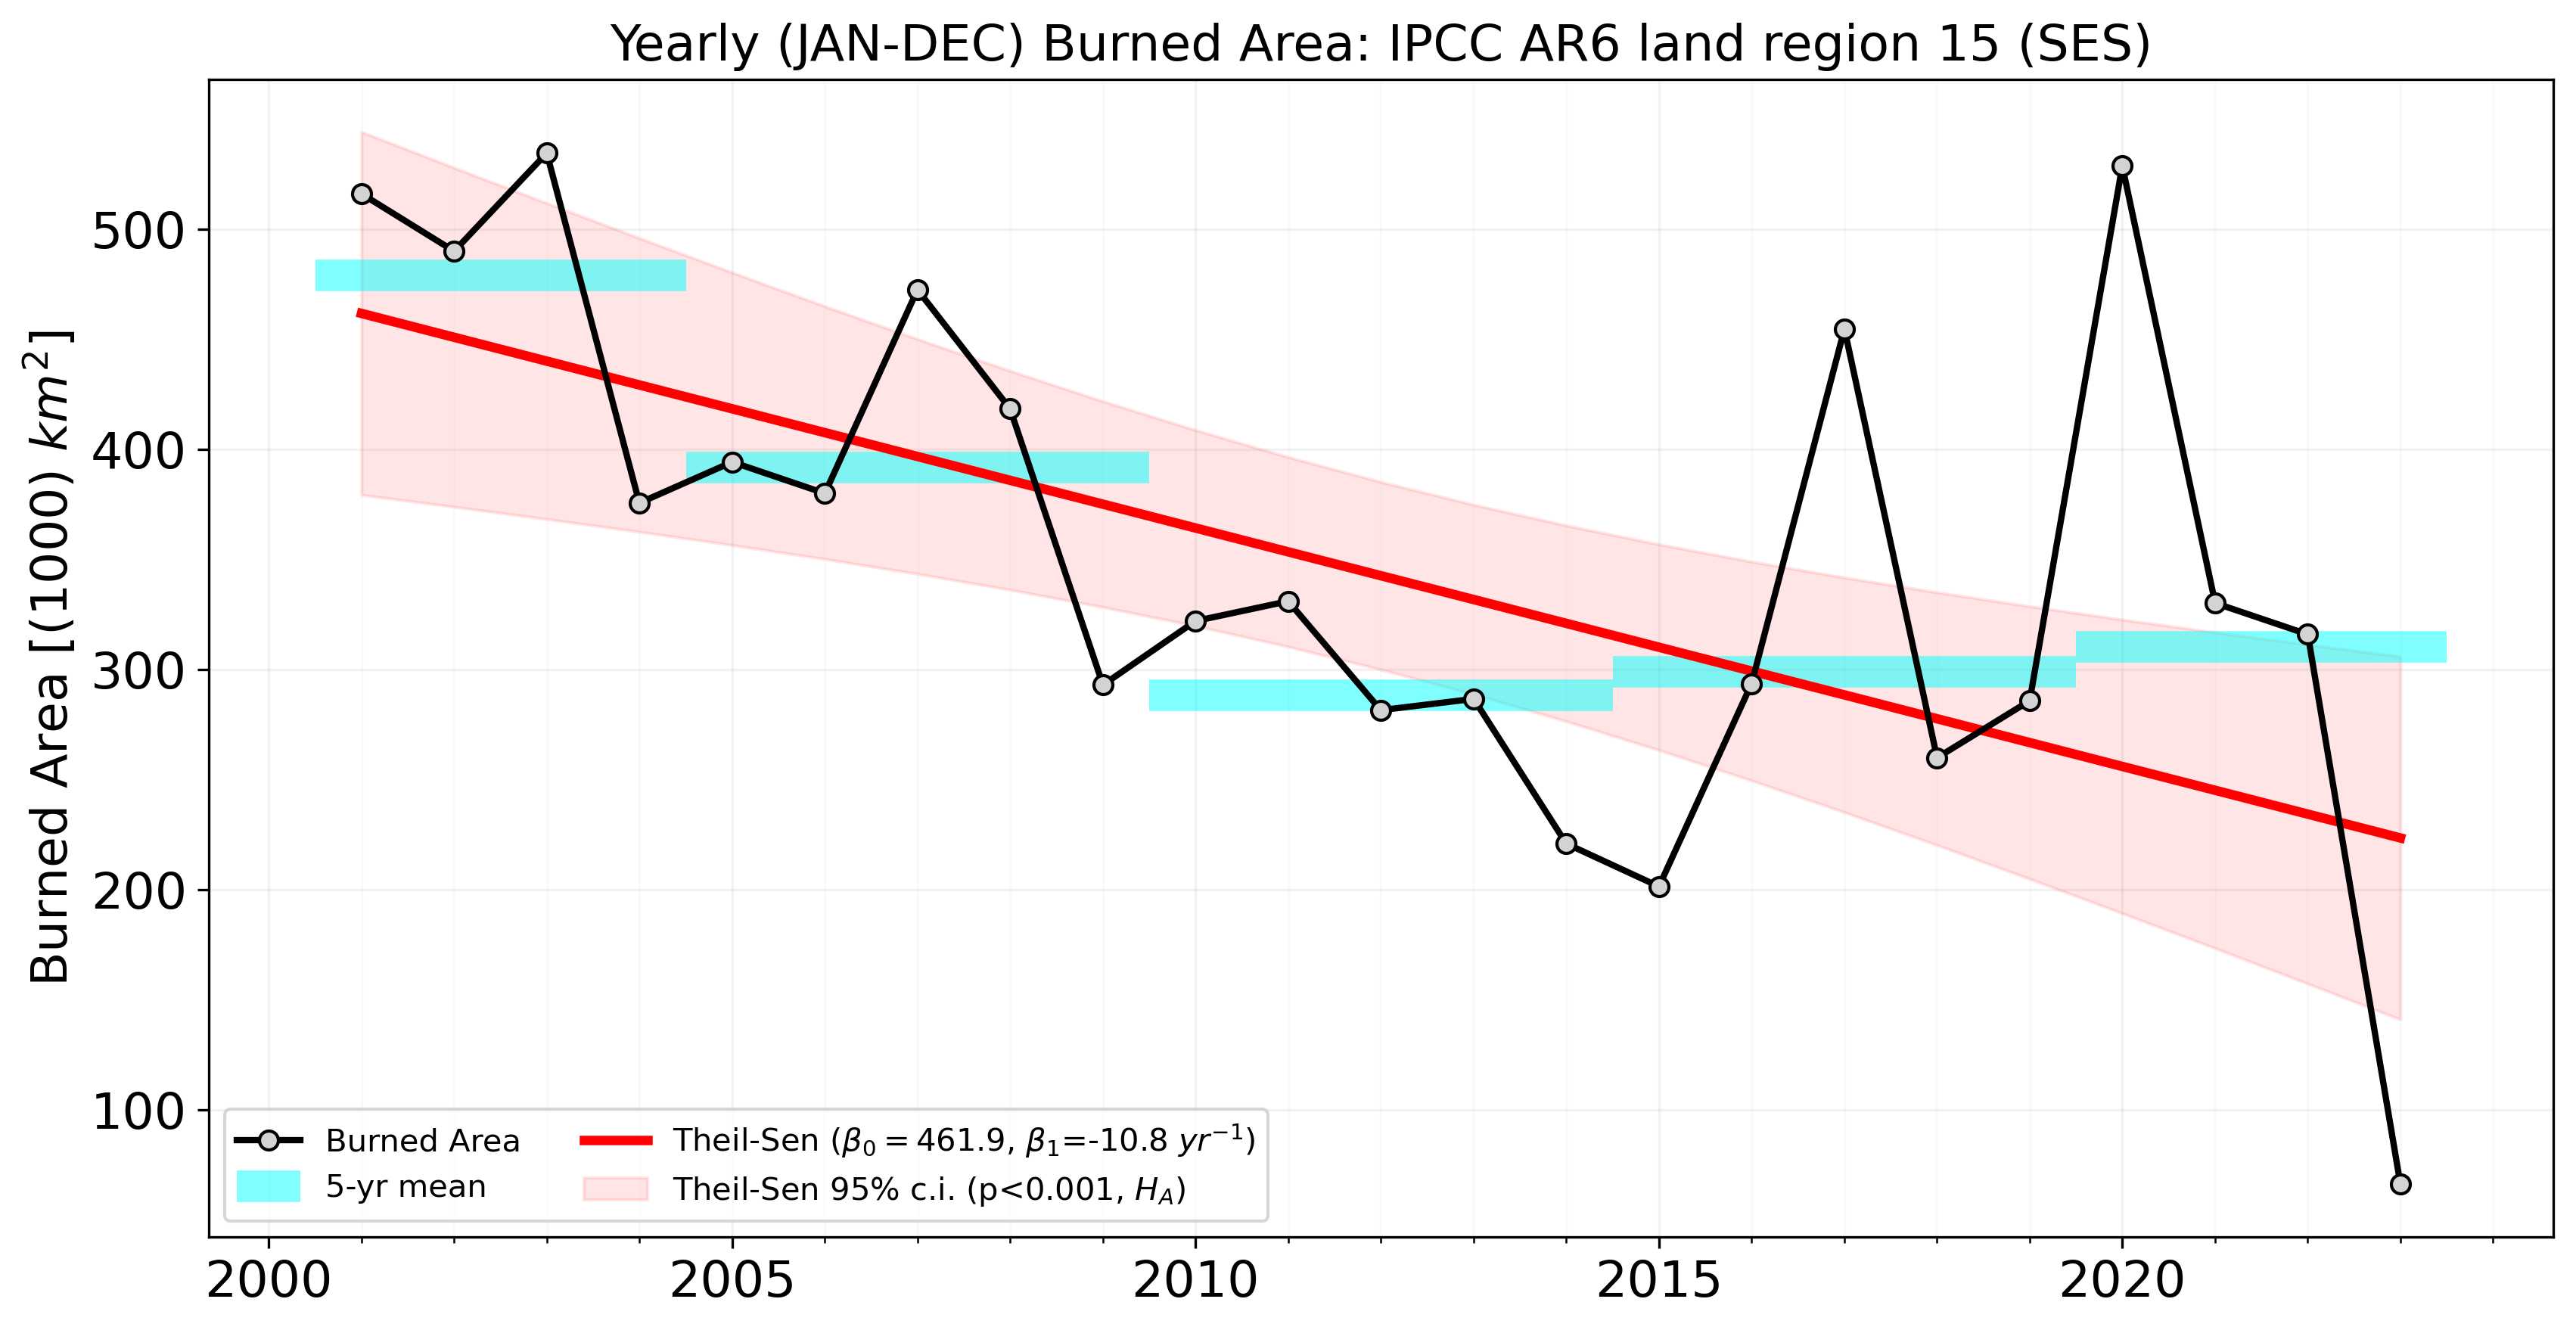 Yearly (JAN-DEC) Burned Area: IPCC AR6 land region 15 (SES)
Burned Area [(1000) km²]
500
400
300
200
100
Burned Area
5-yr mean
Theil-Sen (β₀ = 461.9, β₁=-10.8 yr⁻¹)
Theil-Sen 95% c.i. (p<0.001, H_A)
2000 2005 2010 2015 2020